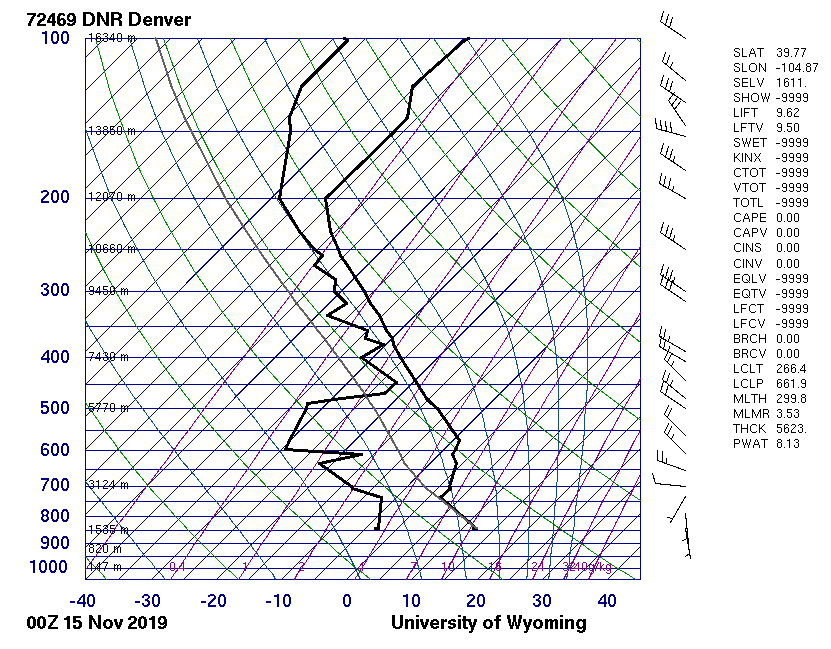 72469 DNR Denver
100 16340 m
13850 m
200 12070 m
10660 m
300 9450 m
400 7430 m
500 5770 m
600
700 3124 m
800
1535 m
900
820 m
1000 147 m 0.4 1 2 4 7 10 16 24 32 40g/kg
-40 -30 -20 -10 0 10 20 30 40
00Z 15 Nov 2019 University of Wyoming
SLAT 39.77
SLON -104.87
SELV 1611.
SHOW -9999
LIFT 9.62
LFTV 9.50
SWET -9999
KINX -9999
CTOT -9999
VTOT -9999
TOTL -9999
CAPE 0.00
CAPV 0.00
CINS 0.00
CINV 0.00
EQLV -9999
EQTV -9999
LFCT -9999
LFCV -9999
BRCH 0.00
BRCV 0.00
LCLT 266.4
LCLP 661.9
MLTH 299.8
MLMR 3.53
THCK 5623.
PWAT 8.13